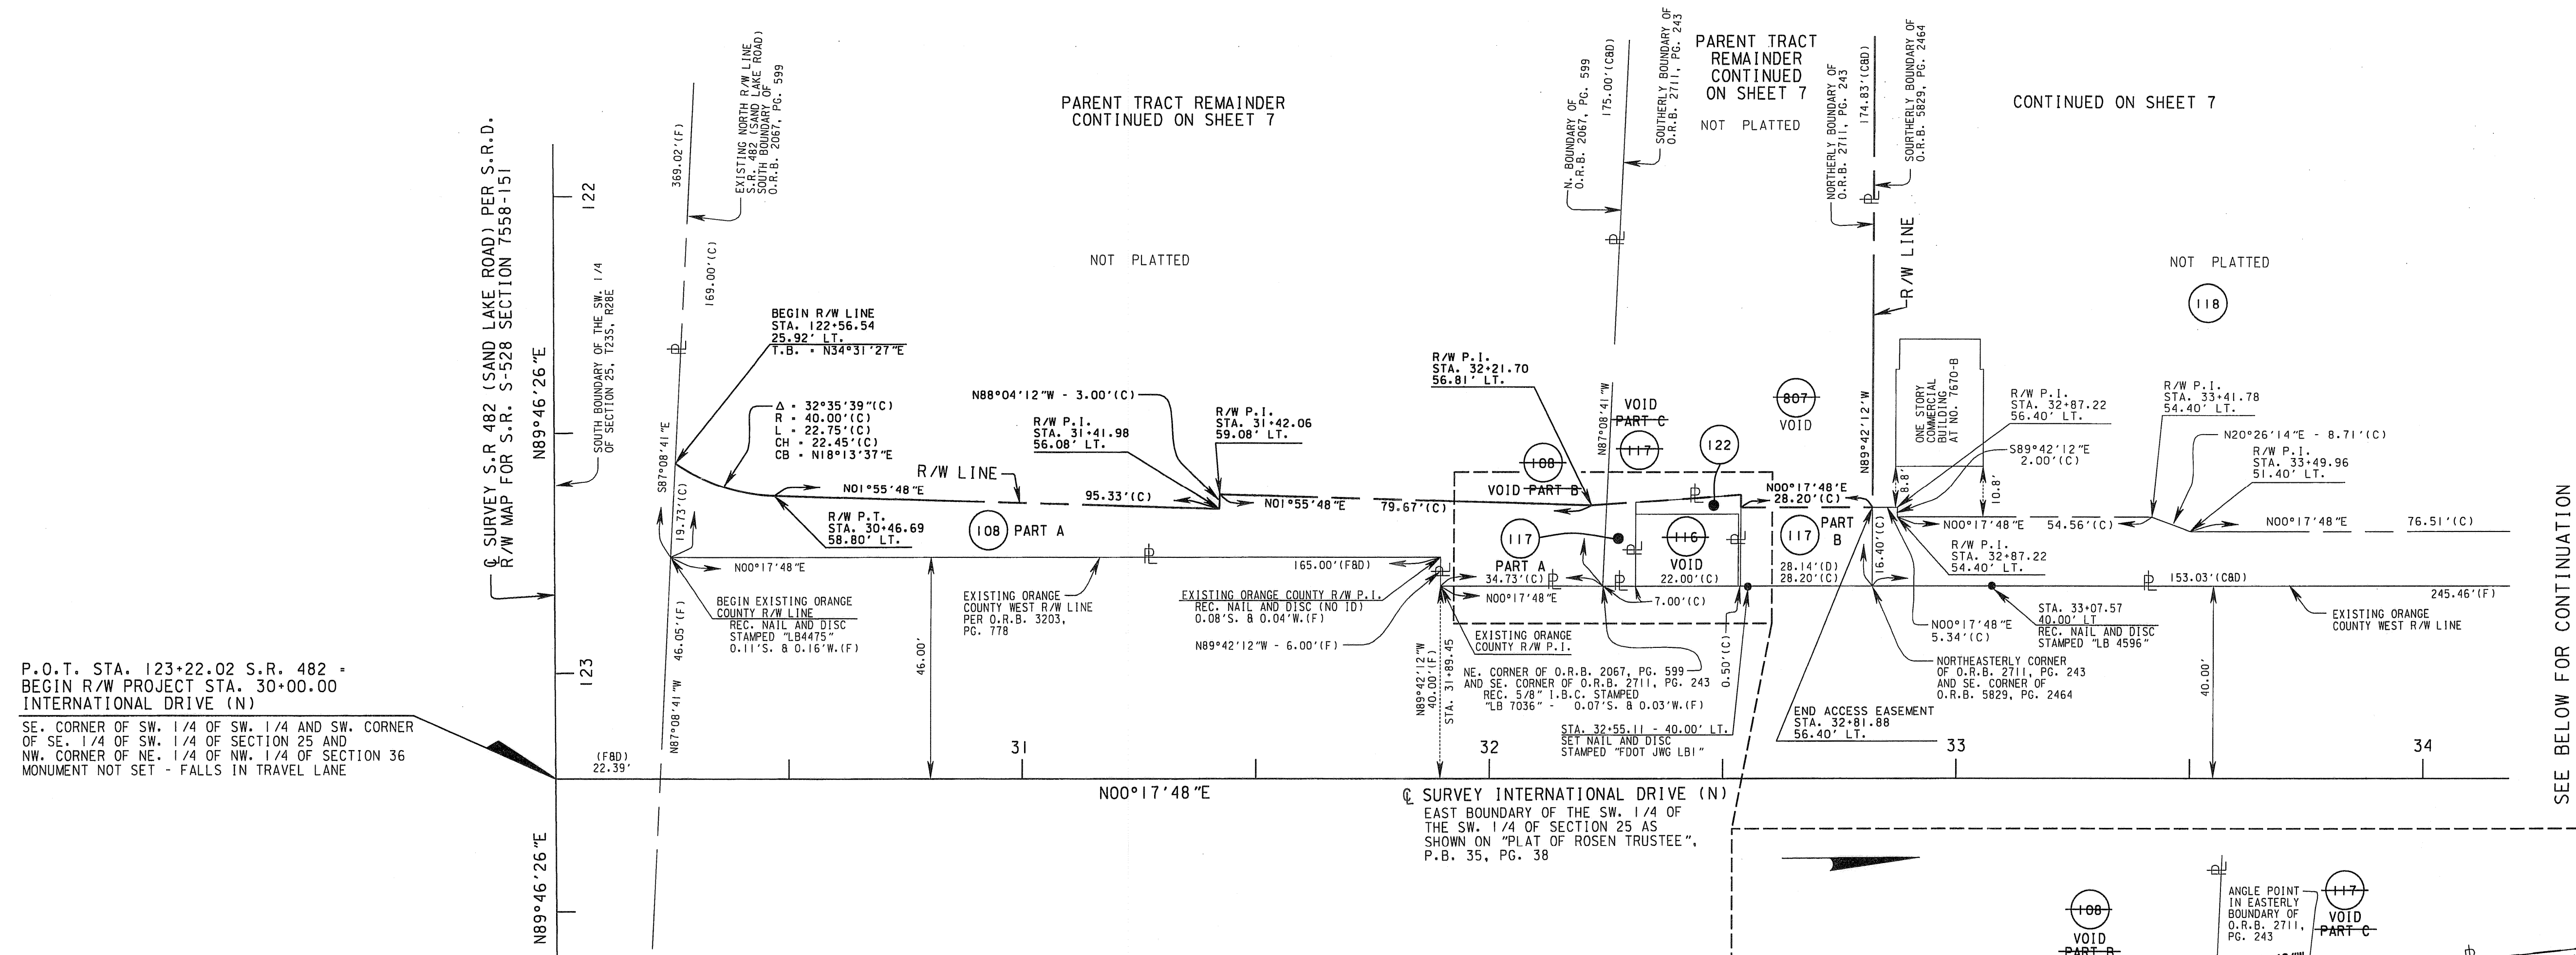 ℄ SURVEY S.R 482 (SAND LAKE ROAD) PER S.R.D.
R/W MAP FOR S.R. S-528 SECTION 7558-151
N89°46'26"E
122
SOUTH BOUNDARY OF THE SW. 1/4
OF SECTION 25, T23S, R28E
369.02'(F)
EXISTING NORTH R/W LINE
S.R. 482 (SAND LAKE ROAD)
SOUTH BOUNDARY OF
O.R.B. 2067, PG. 599
169.00'(C)
PARENT TRACT REMAINDER
CONTINUED ON SHEET 7
NOT PLATTED
N. BOUNDARY OF
O.R.B. 2067, PG. 599
175.00'(C&D)
SOUTHERLY BOUNDARY OF
O.R.B. 2711, PG. 243
PARENT TRACT
REMAINDER
CONTINUED
ON SHEET 7
NOT PLATTED
NORTHERLY BOUNDARY OF
O.R.B. 2711, PG. 243
174.83'(C&D)
SOURTHERLY BOUNDARY OF
O.R.B. 5829, PG. 2464
CONTINUED ON SHEET 7
R/W LINE
NOT PLATTED
118
BEGIN R/W LINE
STA. 122+56.54
25.92' LT.
T.B. = N34°31'27"E
Δ = 32°35'39"(C)
R = 40.00'(C)
L = 22.75'(C)
CH = 22.45'(C)
CB = N18°13'37"E
S87°08'41"E
19.73'(C)
N01°55'48"E
R/W LINE
95.33'(C)
R/W P.T.
STA. 30+46.69
58.80' LT.
108 PART A
N88°04'12"W - 3.00'(C)
R/W P.I.
STA. 31+41.98
56.08' LT.
R/W P.I.
STA. 31+42.06
59.08' LT.
N01°55'48"E
79.67'(C)
R/W P.I.
STA. 32+21.70
56.81' LT.
N87°08'41"W
VOID
PART C
117
108
VOID PART B
122
807
VOID
117
PART A
34.73'(C)
N00°17'48"E
116
VOID
22.00'(C)
7.00'(C)
N00°17'48'E
28.20'(C)
117
PART
B
28.14'(D)
28.20'(C)
N89°42'12'W
16.40'(C)
ONE STORY
COMMERCIAL
BUILDING
AT NO. 7670-B
8.8'
10.8'
R/W P.I.
STA. 32+87.22
56.40' LT.
S89°42'12"E
2.00'(C)
R/W P.I.
STA. 33+41.78
54.40' LT.
N20°26'14"E - 8.71'(C)
R/W P.I.
STA. 33+49.96
51.40' LT.
N00°17'48"E
54.56'(C)
N00°17'48"E
76.51'(C)
R/W P.I.
STA. 32+87.22
54.40' LT.
153.03'(C&D)
245.46'(F)
N00°17'48"E
165.00'(F&D)
BEGIN EXISTING ORANGE
COUNTY R/W LINE
REC. NAIL AND DISC
STAMPED "LB4475"
0.11'S. & 0.16'W.(F)
46.05'(F)
N87°08'41"W
46.00'
EXISTING ORANGE
COUNTY WEST R/W LINE
PER O.R.B. 3203,
PG. 778
EXISTING ORANGE COUNTY R/W P.I.
REC. NAIL AND DISC (NO ID)
0.08'S. & 0.04'W.(F)
N89°42'12"W - 6.00'(F)
N89°42'12"W
40.00'(F)
STA. 31+89.45
EXISTING ORANGE
COUNTY R/W P.I.
NE. CORNER OF O.R.B. 2067, PG. 599
AND SE. CORNER OF O.R.B. 2711, PG. 243
REC. 5/8" I.B.C. STAMPED
"LB 7036" - 0.07'S. & 0.03'W.(F)
0.50'(C)
STA. 32+55.11 - 40.00' LT.
SET NAIL AND DISC
STAMPED "FDOT JWG LB1"
END ACCESS EASEMENT
STA. 32+81.88
56.40' LT.
N00°17'48"E
5.34'(C)
NORTHEASTERLY CORNER
OF O.R.B. 2711, PG. 243
AND SE. CORNER OF
O.R.B. 5829, PG. 2464
STA. 33+07.57
40.00' LT
REC. NAIL AND DISC
STAMPED "LB 4596"
40.00'
EXISTING ORANGE
COUNTY WEST R/W LINE
SEE BELOW FOR CONTINUATION
123
P.O.T. STA. 123+22.02 S.R. 482 =
BEGIN R/W PROJECT STA. 30+00.00
INTERNATIONAL DRIVE (N)
SE. CORNER OF SW. 1/4 OF SW. 1/4 AND SW. CORNER
OF SE. 1/4 OF SW. 1/4 OF SECTION 25 AND
NW. CORNER OF NE. 1/4 OF NW. 1/4 OF SECTION 36
MONUMENT NOT SET - FALLS IN TRAVEL LANE
(F&D)
22.39'
31
32
33
34
N00°17'48"E
℄ SURVEY INTERNATIONAL DRIVE (N)
EAST BOUNDARY OF THE SW. 1/4 OF
THE SW. 1/4 OF SECTION 25 AS
SHOWN ON "PLAT OF ROSEN TRUSTEE",
P.B. 35, PG. 38
N89°46'26"E
108
VOID
PART B
ANGLE POINT
IN EASTERLY
BOUNDARY OF
O.R.B. 2711,
PG. 243
117
VOID
PART C